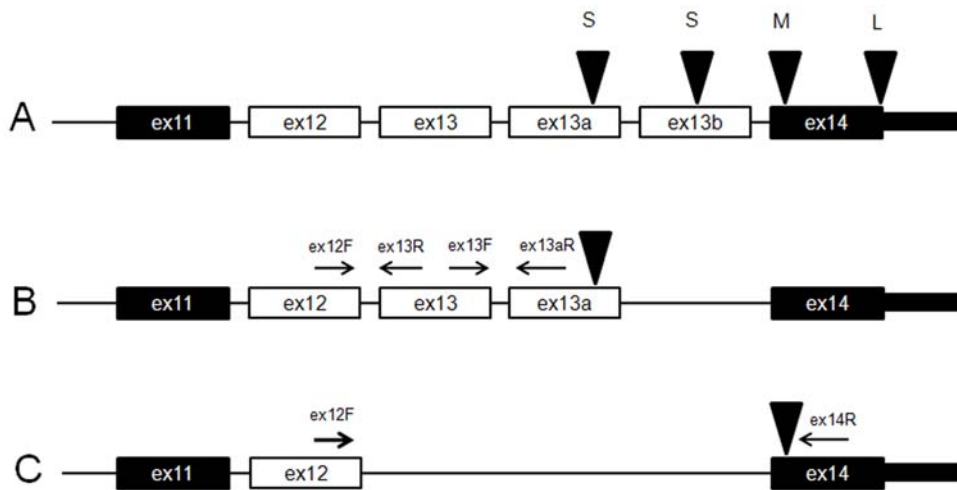 S S M L
A ex11 ex12 ex13 ex13a ex13b ex14
ex12F ex13R ex13F ex13aR
B ex11 ex12 ex13 ex13a ex14
ex12F ex14R
C ex11 ex12 ex14